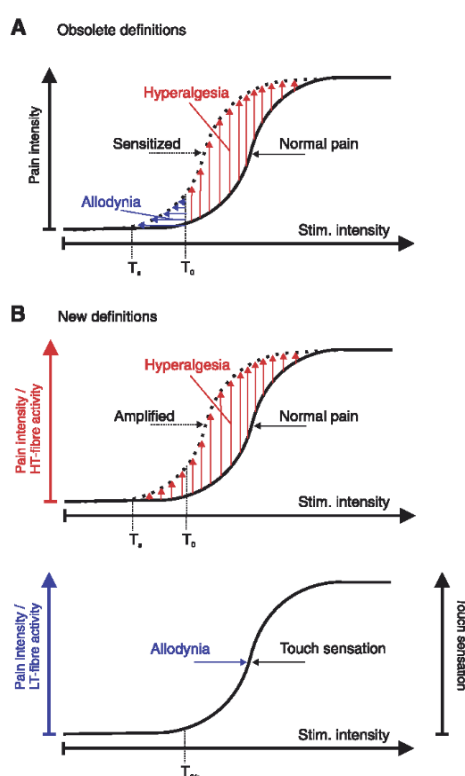 A Obsolete definitions
Pain intensity
Hyperalgesia
Sensitized
Normal pain
Allodynia
Stim. intensity
Ts
T0
B New definitions
Pain intensity /
HT-fibre activity
Hyperalgesia
Amplified
Normal pain
Stim. intensity
Ts
T0
Pain intensity /
LT-fibre activity
Allodynia
Touch sensation
Touch sensation
Stim. intensity